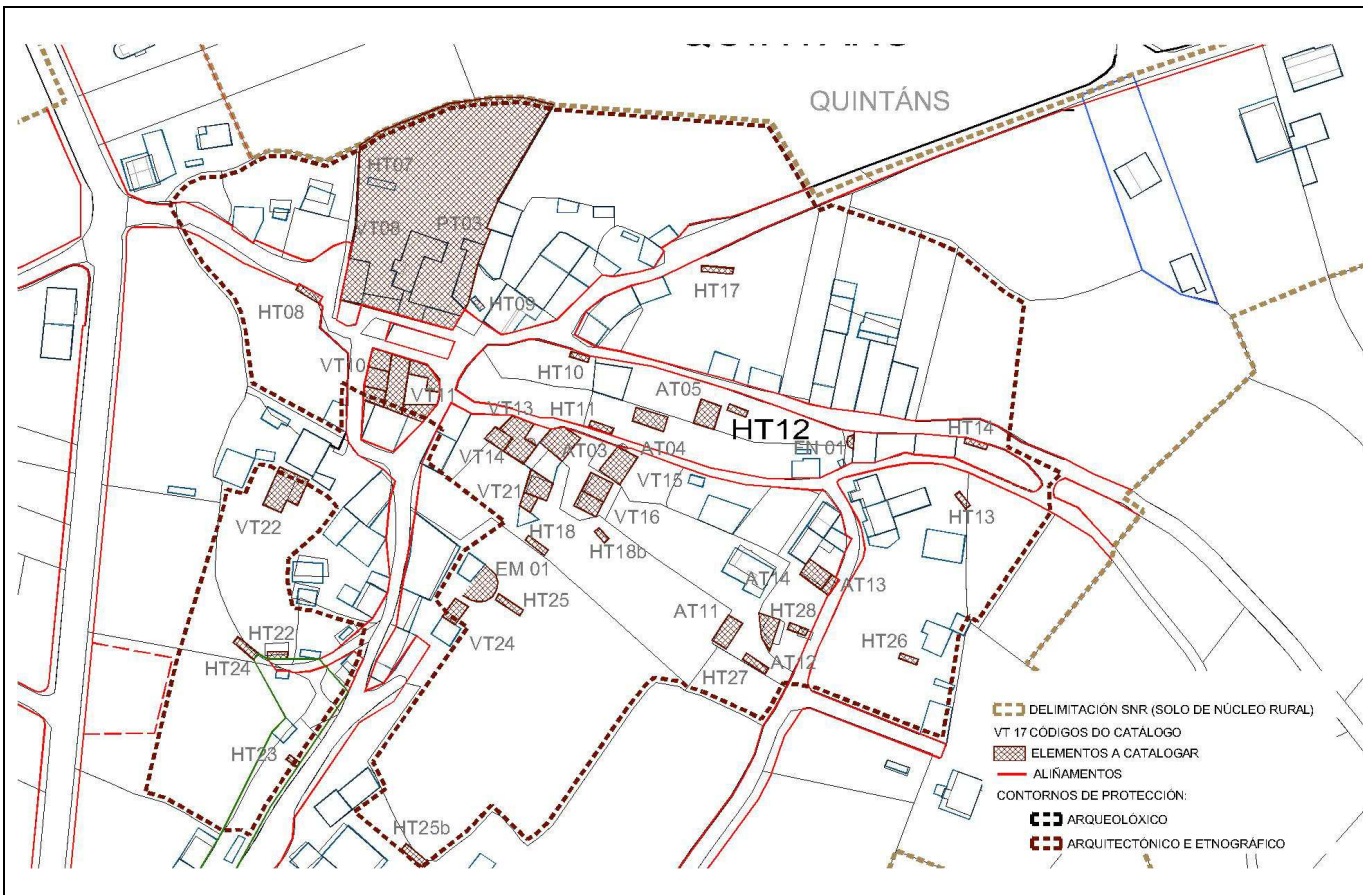 QUINTÁNS
HT07
VT08
PT03
HT09
HT17
HT08
VT10
VT11
HT10
AT05
VT13
HT11
HT12
HT14
AT03
AT04
EN 01
VT14
VT15
VT21
VT16
HT13
VT22
HT18
HT18b
EM 01
HT25
AT14
AT13
AT11
HT28
VT24
HT22
HT24
AT12
HT26
HT27
HT23
HT25b
DELIMITACIÓN SNR (SOLO DE NÚCLEO RURAL)
VT 17 CÓDIGOS DO CATÁLOGO
ELEMENTOS A CATALOGAR
ALIÑAMENTOS
CONTORNOS DE PROTECCIÓN:
ARQUEOLÓXICO
ARQUITECTÓNICO E ETNOGRÁFICO